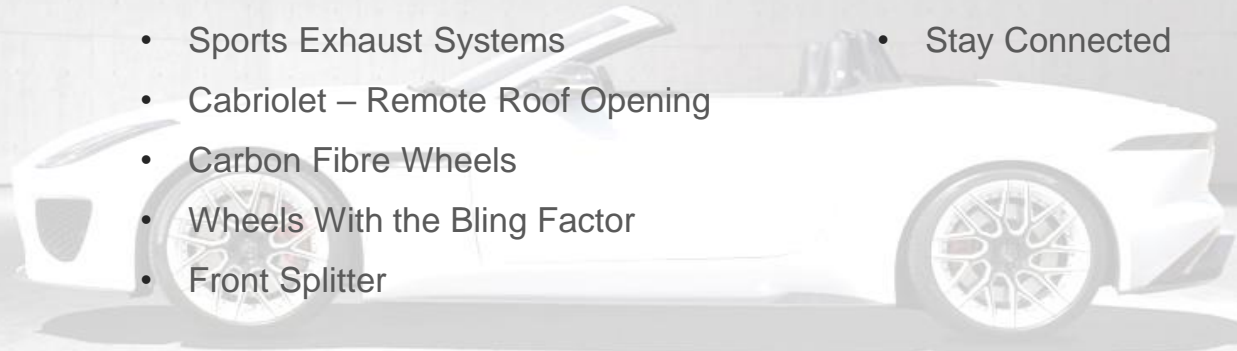 • Sports Exhaust Systems
• Cabriolet – Remote Roof Opening
• Carbon Fibre Wheels
• Wheels With the Bling Factor
• Front Splitter
• Stay Connected